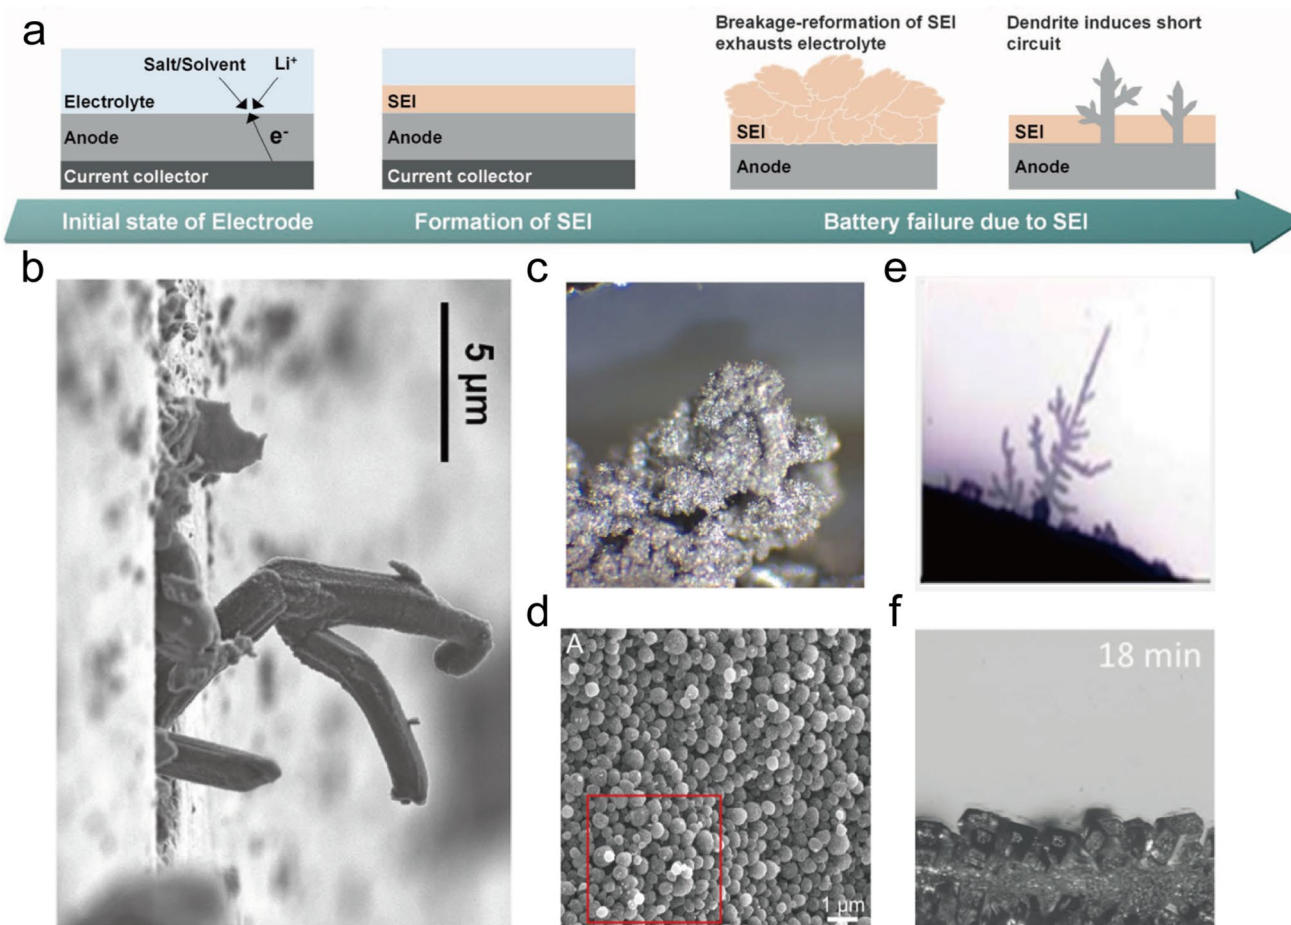 a
Breakage-reformation of SEI
exhausts electrolyte
Dendrite induces short
circuit
Salt/Solvent
Li⁺
Electrolyte
Anode
e⁻
Current collector
SEI
Anode
Current collector
SEI
Anode
SEI
Anode
Initial state of Electrode
Formation of SEI
Battery failure due to SEI
b
5 µm
c
d
A
1 µm
e
f
18 min